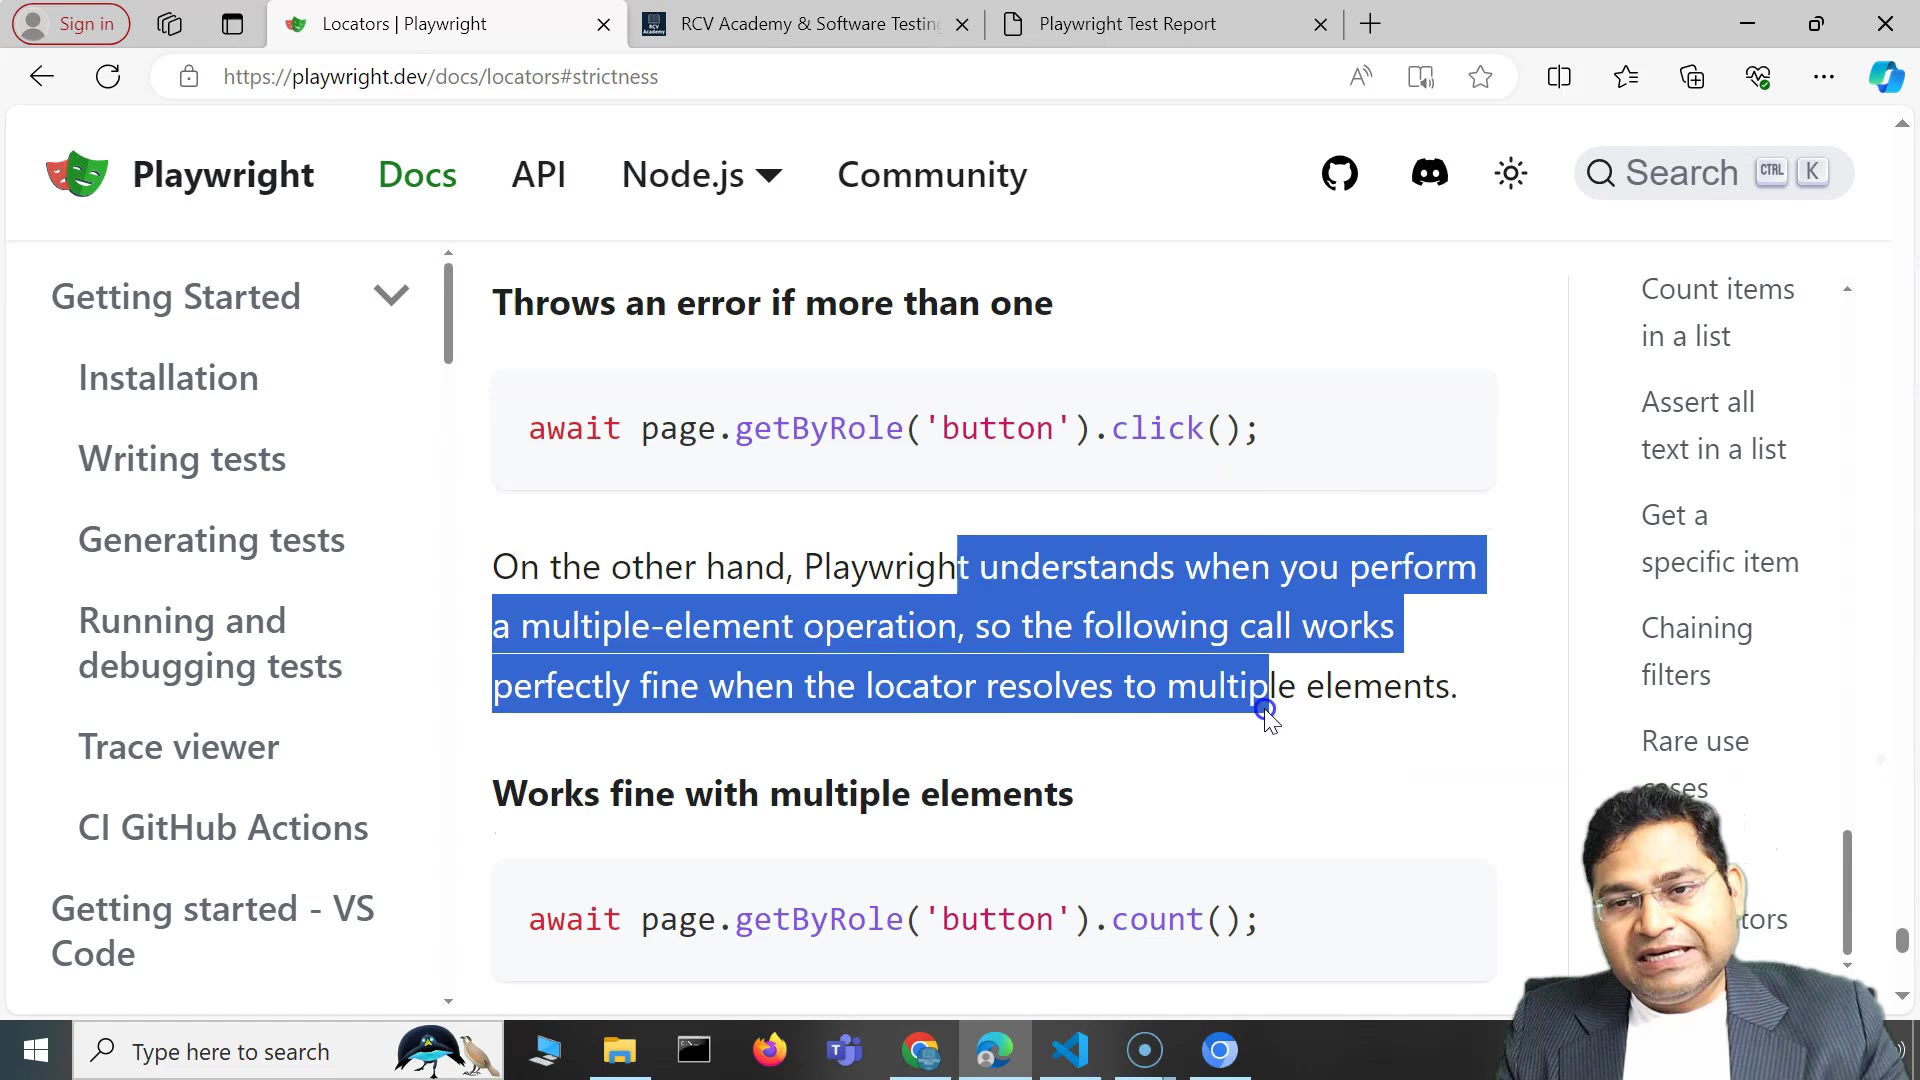 Sign in
Locators | Playwright
RCV Academy & Software Testing
Playwright Test Report
https://playwright.dev/docs/locators#strictness
Playwright
Docs
API
Node.js
Community
Search
CTRL
K
Getting Started
Installation
Writing tests
Generating tests
Running and
debugging tests
Trace viewer
CI GitHub Actions
Getting started - VS
Code
Throws an error if more than one
await page.getByRole('button').click();
On the other hand, Playwright understands when you perform
a multiple-element operation, so the following call works
perfectly fine when the locator resolves to multiple elements.
Works fine with multiple elements
await page.getByRole('button').count();
Count items
in a list
Assert all
text in a list
Get a
specific item
Chaining
filters
Rare use
cases
tors
Type here to search